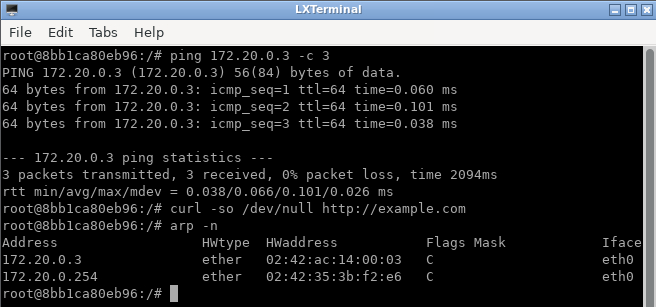 LXTerminal
File Edit Tabs Help
root@8bb1ca80eb96:/# ping 172.20.0.3 -c 3
PING 172.20.0.3 (172.20.0.3) 56(84) bytes of data.
64 bytes from 172.20.0.3: icmp_seq=1 ttl=64 time=0.060 ms
64 bytes from 172.20.0.3: icmp_seq=2 ttl=64 time=0.101 ms
64 bytes from 172.20.0.3: icmp_seq=3 ttl=64 time=0.038 ms
--- 172.20.0.3 ping statistics ---
3 packets transmitted, 3 received, 0% packet loss, time 2094ms
rtt min/avg/max/mdev = 0.038/0.066/0.101/0.026 ms
root@8bb1ca80eb96:/# curl -so /dev/null http://example.com
root@8bb1ca80eb96:/# arp -n
Address HWtype HWaddress Flags Mask Iface
172.20.0.3 ether 02:42:ac:14:00:03 C eth0
172.20.0.254 ether 02:42:35:3b:f2:e6 C eth0
root@8bb1ca80eb96:/#